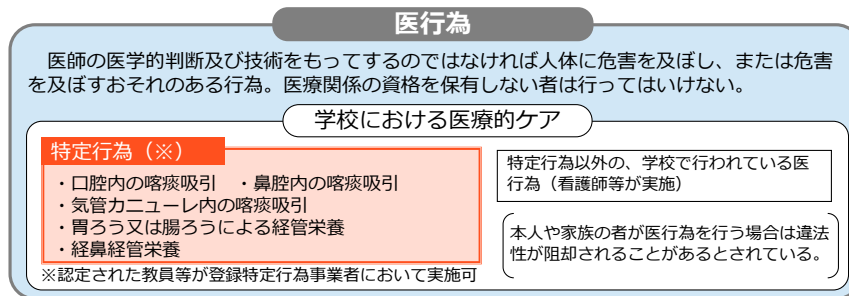 医行為
医師の医学的判断及び技術をもってするのではなければ人体に危害を及ぼし、または危害
を及ぼすおそれのある行為。医療関係の資格を保有しない者は行ってはいけない。
学校における医療的ケア
特定行為（※）
・口腔内の喀痰吸引　・鼻腔内の喀痰吸引
・気管カニューレ内の喀痰吸引
・胃ろう又は腸ろうによる経管栄養
・経鼻経管栄養
※認定された教員等が登録特定行為事業者において実施可
特定行為以外の、学校で行われている医
行為（看護師等が実施）
本人や家族の者が医行為を行う場合は違法
性が阻却されることがあるとされている。